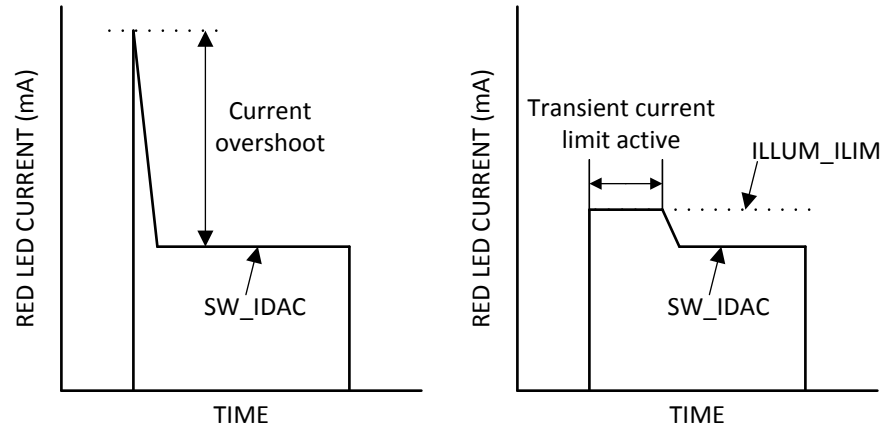 RED LED CURRENT (mA)
Current
overshoot
SW_IDAC
TIME
RED LED CURRENT (mA)
Transient current
limit active
ILLUM_ILIM
SW_IDAC
TIME